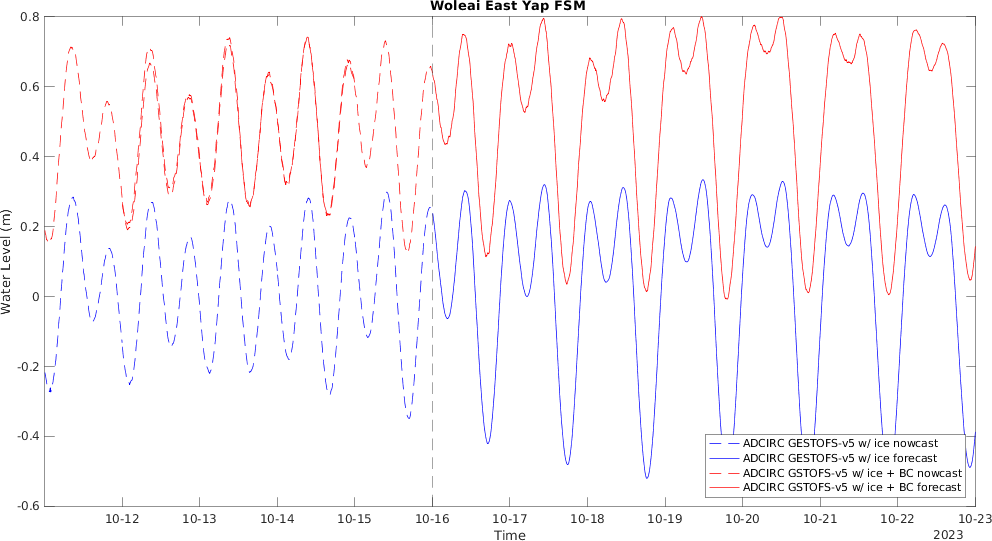 Woleai East Yap FSM
0.8
0.6
0.4
0.2
0
-0.2
-0.4
-0.6
Water Level (m)
ADCIRC GESTOFS-v5 w/ ice nowcast
ADCIRC GESTOFS-v5 w/ ice forecast
ADCIRC GSTOFS-v5 w/ ice + BC nowcast
ADCIRC GSTOFS-v5 w/ ice + BC forecast
10-12 10-13 10-14 10-15 10-16 10-17 10-18 10-19 10-20 10-21 10-22 10-23
Time
2023